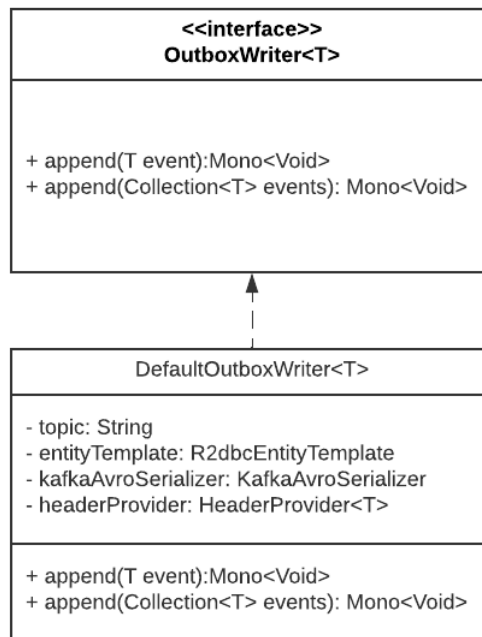 <<interface>>
OutboxWriter<T>
+ append(T event):Mono<Void>
+ append(Collection<T> events): Mono<Void>
DefaultOutboxWriter<T>
- topic: String
- entityTemplate: R2dbcEntityTemplate
- kafkaAvroSerializer: KafkaAvroSerializer
- headerProvider: HeaderProvider<T>
+ append(T event):Mono<Void>
+ append(Collection<T> events): Mono<Void>